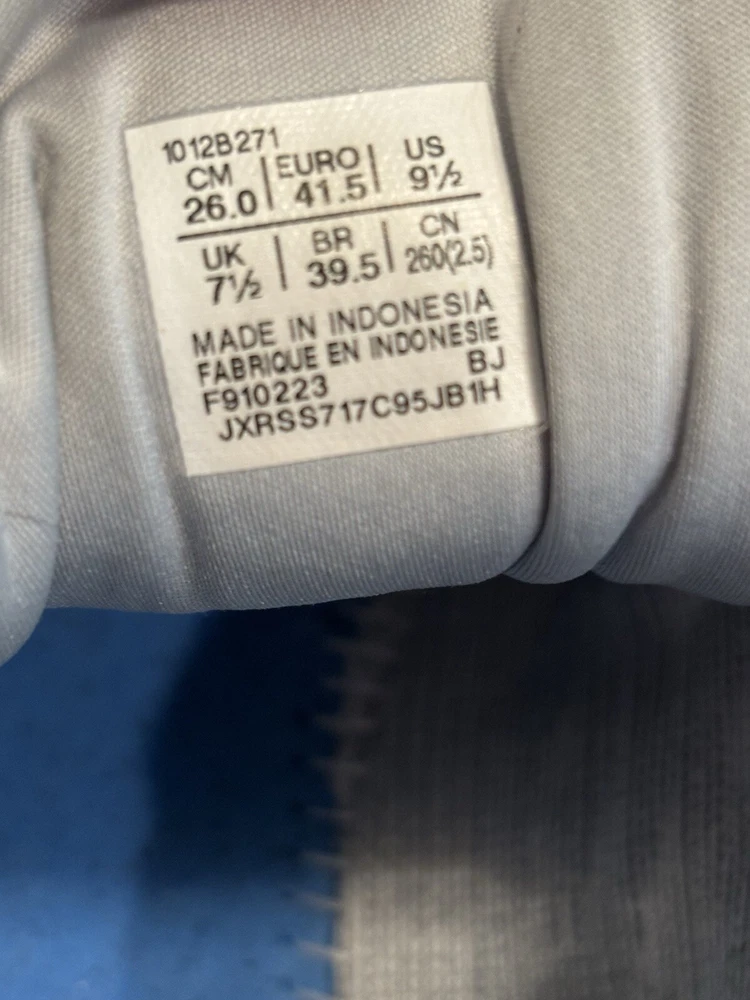 1012B271
CM | EURO | US
26.0 | 41.5 | 9½
UK | BR | CN
7½ | 39.5 | 260(2.5)
MADE IN INDONESIA
FABRIQUE EN INDONESIE
F910223 BJ
JXRSS717C95JB1H